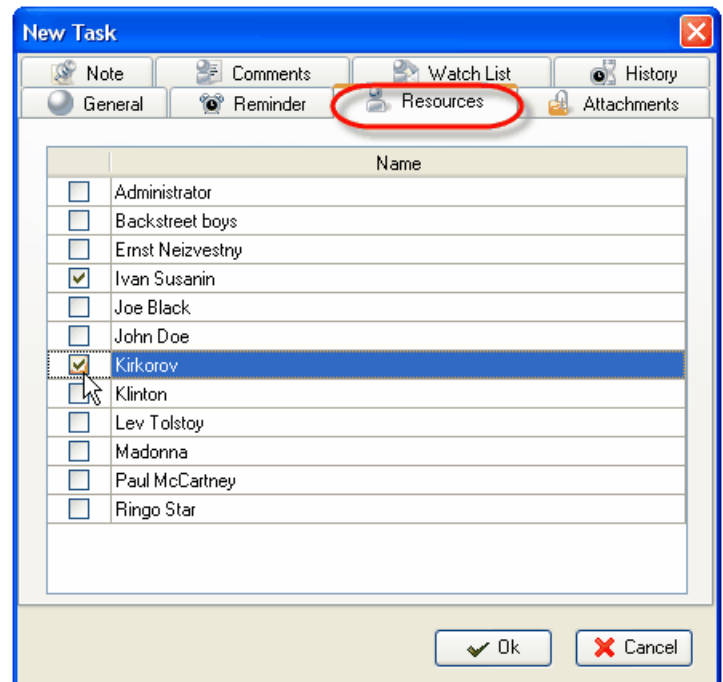 New Task
Note Comments Watch List History
General Reminder Resources Attachments
Name
Administrator
Backstreet boys
Ernst Neizvestny
Ivan Susanin
Joe Black
John Doe
Kirkorov
Klinton
Lev Tolstoy
Madonna
Paul McCartney
Ringo Star
Ok Cancel